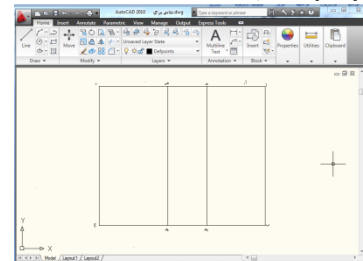 AutoCAD 2010
Type a keyword or phrase
Home Insert Annotate Parametric View Manage Output Express Tools
Line Move Unsaved Layer State Multiline Text Insert Properties Utilities Clipboard
Defpoints
Draw Modify Layers Annotation Block
Y
X
Model Layout1 Layout2